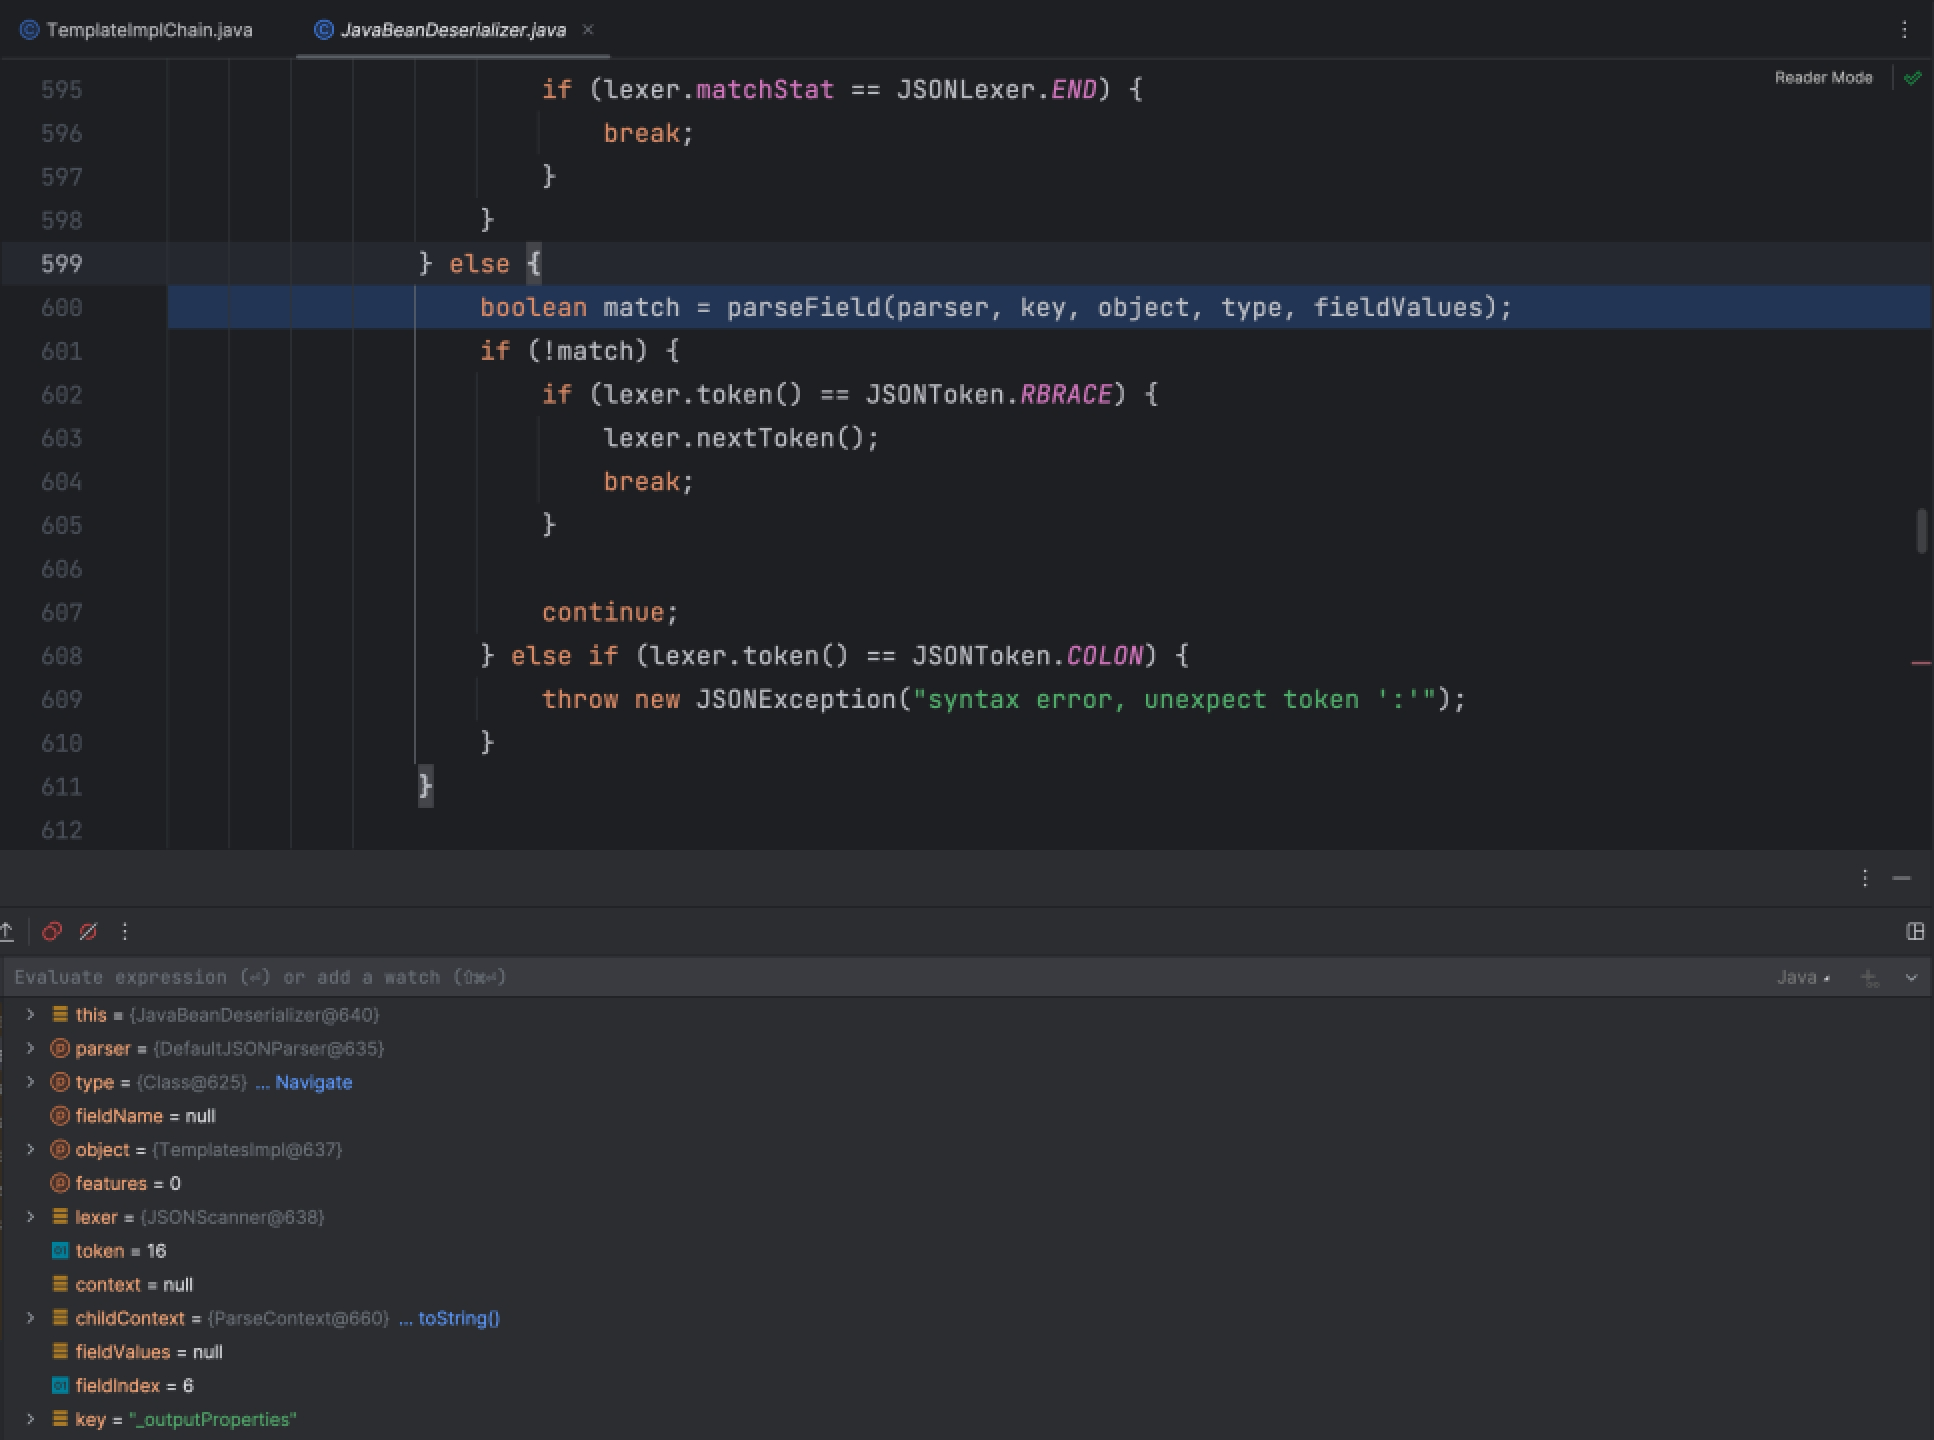 TemplateImplChain.java
JavaBeanDeserializer.java
Reader Mode
595 if (lexer.matchStat == JSONLexer.END) {
596 break;
597 }
598 }
599 } else {
600 boolean match = parseField(parser, key, object, type, fieldValues);
601 if (!match) {
602 if (lexer.token() == JSONToken.RBRACE) {
603 lexer.nextToken();
604 break;
605 }
606
607 continue;
608 } else if (lexer.token() == JSONToken.COLON) {
609 throw new JSONException("syntax error, unexpect token ':'");
610 }
611 }
612
Evaluate expression (⏎) or add a watch (⇧⌘⏎)
Java
this = {JavaBeanDeserializer@640}
parser = {DefaultJSONParser@635}
type = {Class@625} ... Navigate
fieldName = null
object = {TemplatesImpl@637}
features = 0
lexer = {JSONScanner@638}
token = 16
context = null
childContext = {ParseContext@660} ... toString()
fieldValues = null
fieldIndex = 6
key = "_outputProperties"